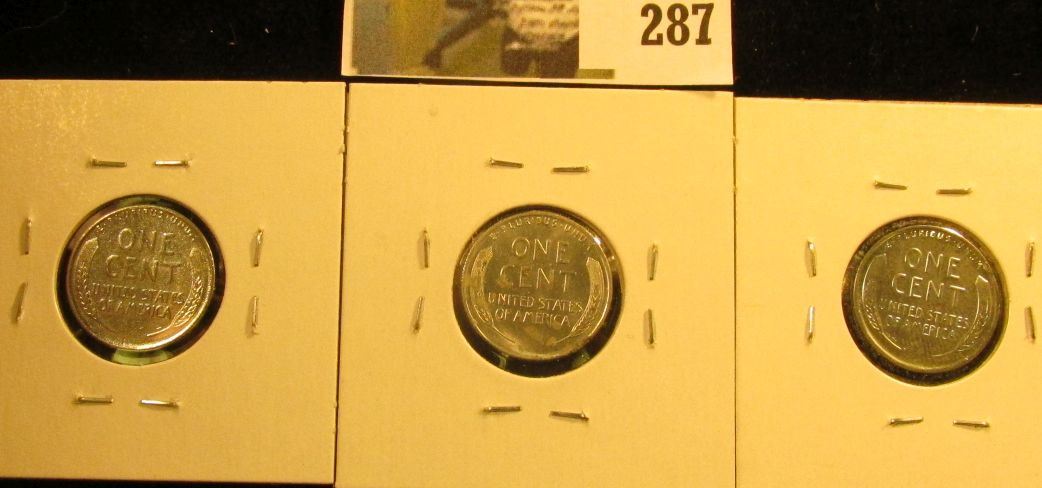 287
E·PLURIBUS·UNUM
ONE
CENT
UNITED STATES
OF AMERICA
E·PLURIBUS·UNUM
ONE
CENT
UNITED STATES
OF AMERICA
E·PLURIBUS·UNUM
ONE
CENT
UNITED STATES
OF AMERICA